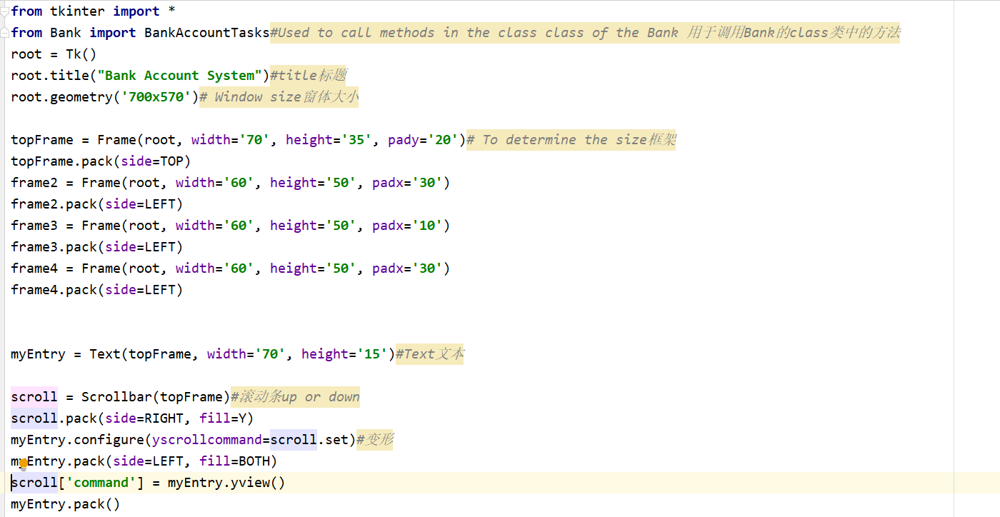 from tkinter import *
from Bank import BankAccountTasks#Used to call methods in the class class of the Bank 用于调用Bank的class类中的方法
root = Tk()
root.title("Bank Account System")#title标题
root.geometry('700x570')# Window size窗体大小
topFrame = Frame(root, width='70', height='35', pady='20')# To determine the size框架
topFrame.pack(side=TOP)
frame2 = Frame(root, width='60', height='50', padx='30')
frame2.pack(side=LEFT)
frame3 = Frame(root, width='60', height='50', padx='10')
frame3.pack(side=LEFT)
frame4 = Frame(root, width='60', height='50', padx='30')
frame4.pack(side=LEFT)
myEntry = Text(topFrame, width='70', height='15')#Text文本
scroll = Scrollbar(topFrame)#滚动条up or down
scroll.pack(side=RIGHT, fill=Y)
myEntry.configure(yscrollcommand=scroll.set)#变形
myEntry.pack(side=LEFT, fill=BOTH)
scroll['command'] = myEntry.yview()
myEntry.pack()